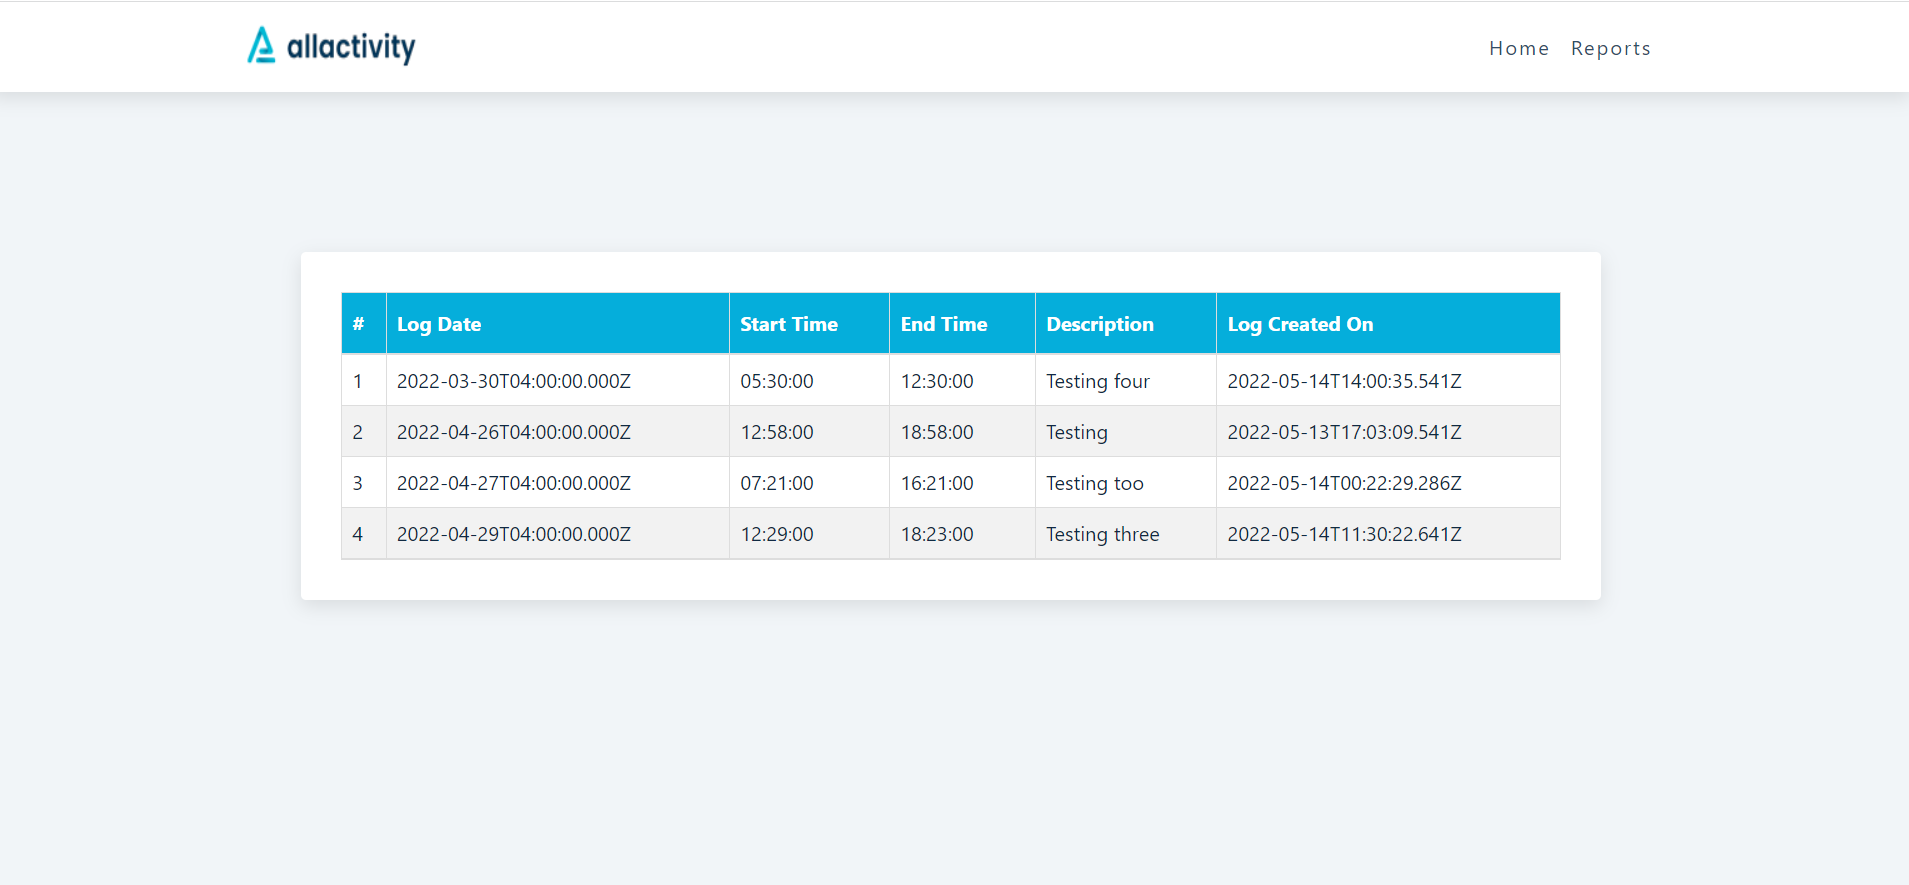 allactivity
Home Reports
# Log Date Start Time End Time Description Log Created On
1 2022-03-30T04:00:00.000Z 05:30:00 12:30:00 Testing four 2022-05-14T14:00:35.541Z
2 2022-04-26T04:00:00.000Z 12:58:00 18:58:00 Testing 2022-05-13T17:03:09.541Z
3 2022-04-27T04:00:00.000Z 07:21:00 16:21:00 Testing too 2022-05-14T00:22:29.286Z
4 2022-04-29T04:00:00.000Z 12:29:00 18:23:00 Testing three 2022-05-14T11:30:22.641Z